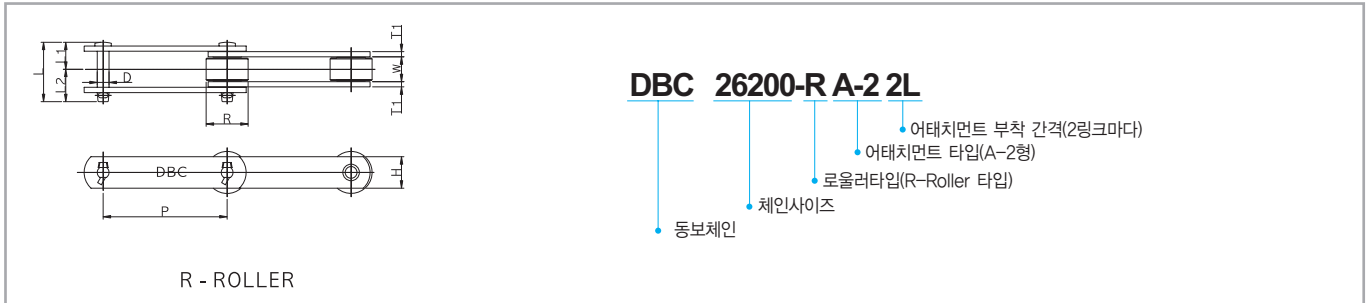 T1
L
L1
L2
D
W
R
T1
DBC
H
P
R - ROLLER
DBC 26200-R A-2 2L
어태치먼트 부착 간격(2링크마다)
어태치먼트 타입(A-2형)
로울러타입(R-Roller 타입)
체인사이즈
동보체인